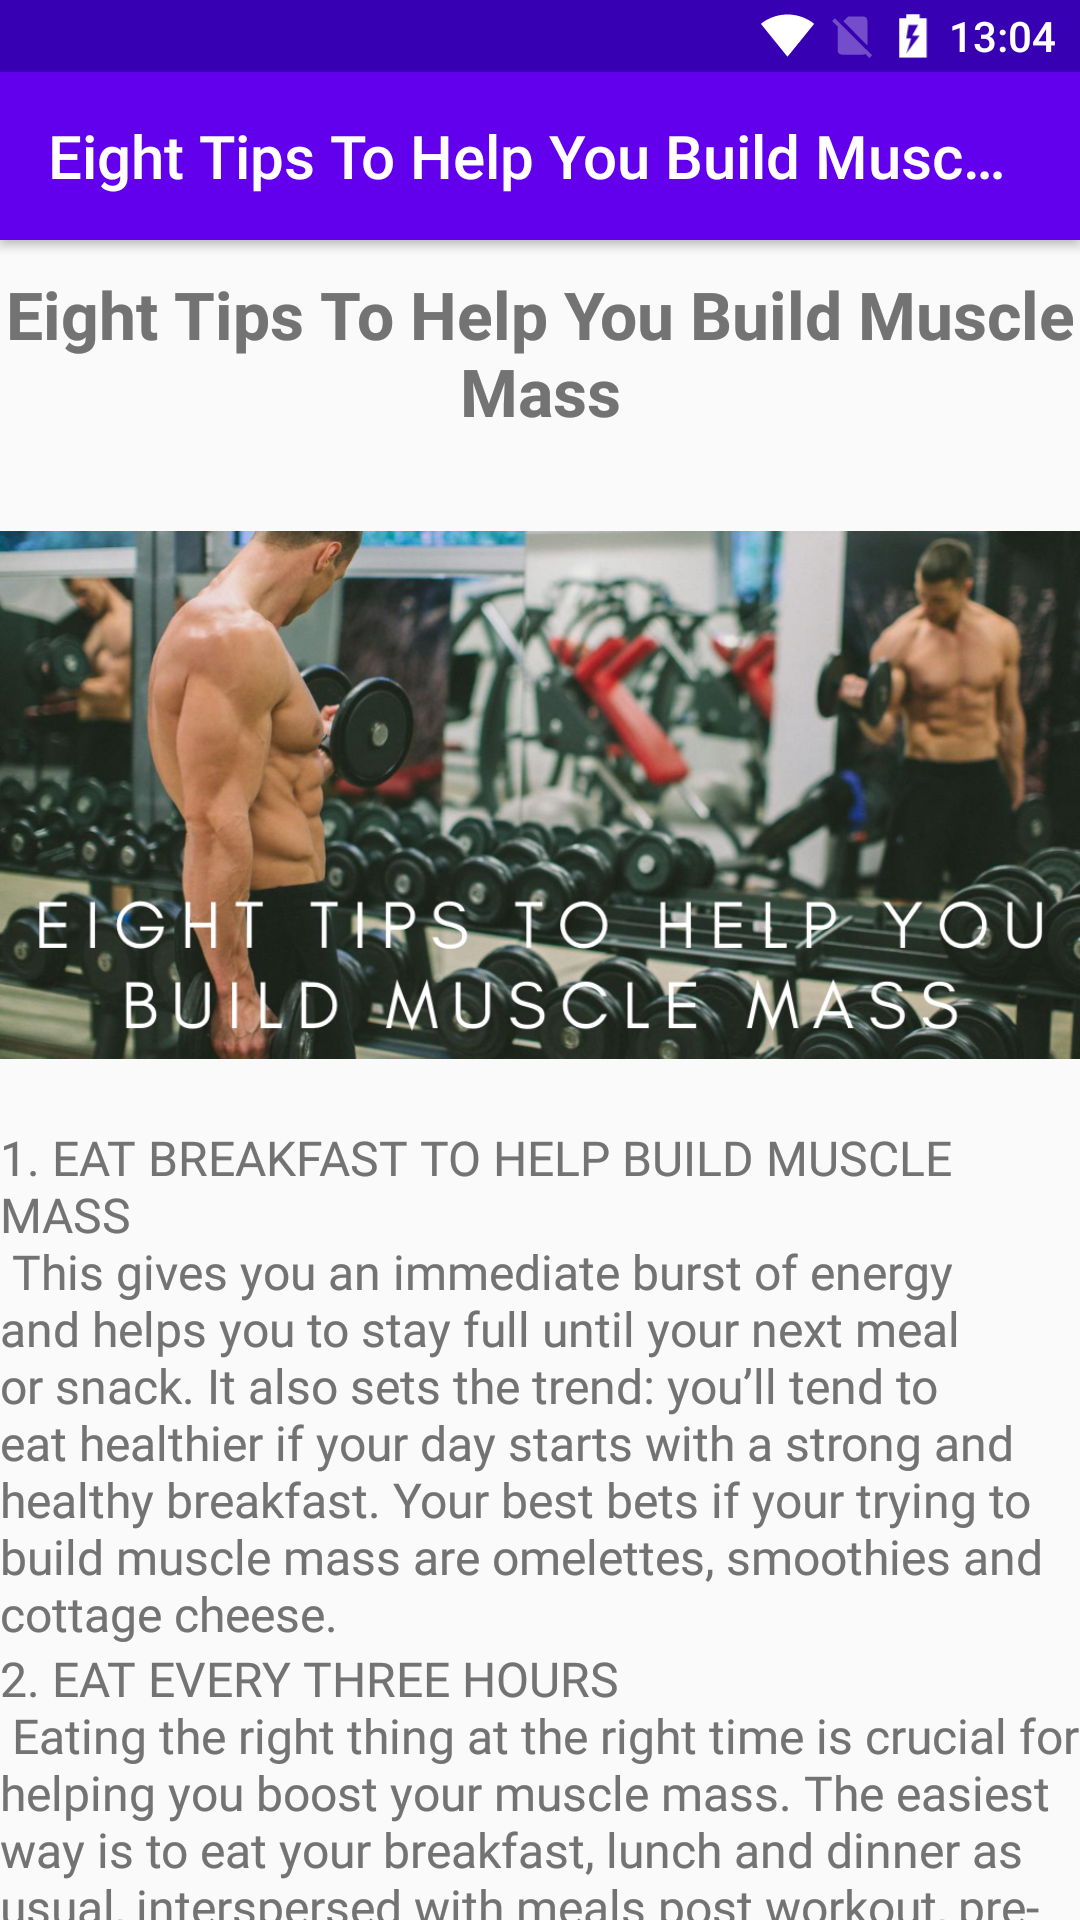 13:04
Eight Tips To Help You Build Musc...
Eight Tips To Help You Build Muscle
Mass
EIGHT TIPS TO HELP YOU
BUILD MUSCLE MASS
1. EAT BREAKFAST TO HELP BUILD MUSCLE
MASS
This gives you an immediate burst of energy
and helps you to stay full until your next meal
or snack. It also sets the trend: you’ll tend to
eat healthier if your day starts with a strong and
healthy breakfast. Your best bets if your trying to
build muscle mass are omelettes, smoothies and
cottage cheese.
2. EAT EVERY THREE HOURS
Eating the right thing at the right time is crucial for
helping you boost your muscle mass. The easiest
way is to eat your breakfast, lunch and dinner as
usual, interspersed with meals post workout, pre-